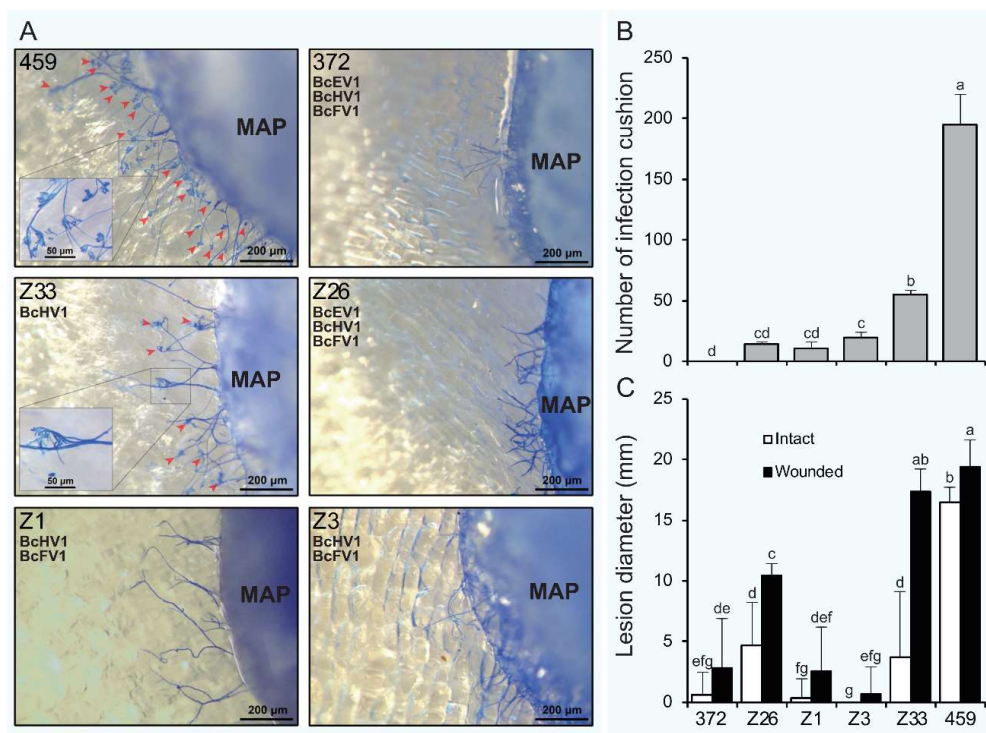 A
459
MAP
50 µm
200 µm
372
BcEV1
BcHV1
BcFV1
MAP
200 µm
Z33
BcHV1
MAP
50 µm
200 µm
Z26
BcEV1
BcHV1
BcFV1
MAP
200 µm
Z1
BcHV1
BcFV1
MAP
200 µm
Z3
BcHV1
BcFV1
MAP
200 µm
B
Number of infection cushion
250
200
150
100
50
0
d
cd
cd
c
b
a
C
Lesion diameter (mm)
25
20
15
10
5
0
Intact
Wounded
efg
de
d
c
fg
def
g
efg
d
ab
b
a
372 Z26 Z1 Z3 Z33 459